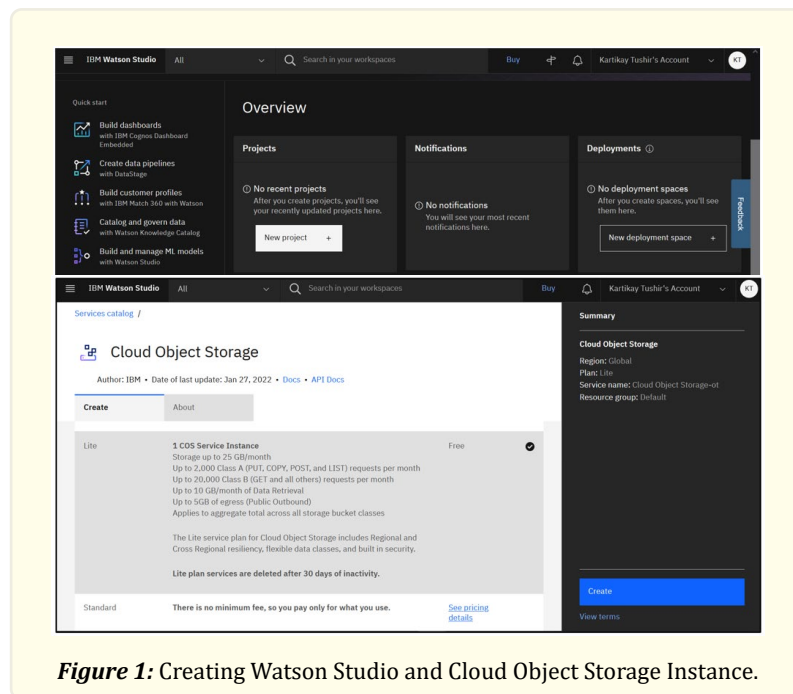 IBM Watson Studio All Search in your workspaces Buy Kartikay Tushir's Account KT
Quick start
Overview
Build dashboards
with IBM Cognos Dashboard
Embedded
Create data pipelines
with DataStage
Build customer profiles
with IBM Match 360 with Watson
Catalog and govern data
with Watson Knowledge Catalog
Build and manage ML models
with Watson Studio
Projects
No recent projects
After you create projects, you'll see
your recently updated projects here.
New project +
Notifications
No notifications
You will see your most recent
notifications here.
Deployments
No deployment spaces
After you create spaces, you'll see
them here.
New deployment space +
Feedback
IBM Watson Studio All Search in your workspaces Buy Kartikay Tushir's Account KT
Services catalog /
Cloud Object Storage
Author: IBM • Date of last update: Jan 27, 2022 • Docs • API Docs
Create About
Lite 1 COS Service Instance Free
Storage up to 25 GB/month
Up to 2,000 Class A (PUT, COPY, POST, and LIST) requests per month
Up to 20,000 Class B (GET and all others) requests per month
Up to 10 GB/month of Data Retrieval
Up to 5GB of egress (Public Outbound)
Applies to aggregate total across all storage bucket classes
The Lite service plan for Cloud Object Storage includes Regional and
Cross Regional resiliency, flexible data classes, and built in security.
Lite plan services are deleted after 30 days of inactivity.
Standard There is no minimum fee, so you pay only for what you use. See pricing
details
Summary
Cloud Object Storage
Region: Global
Plan: Lite
Service name: Cloud Object Storage-ot
Resource group: Default
Create
View terms
Figure 1: Creating Watson Studio and Cloud Object Storage Instance.